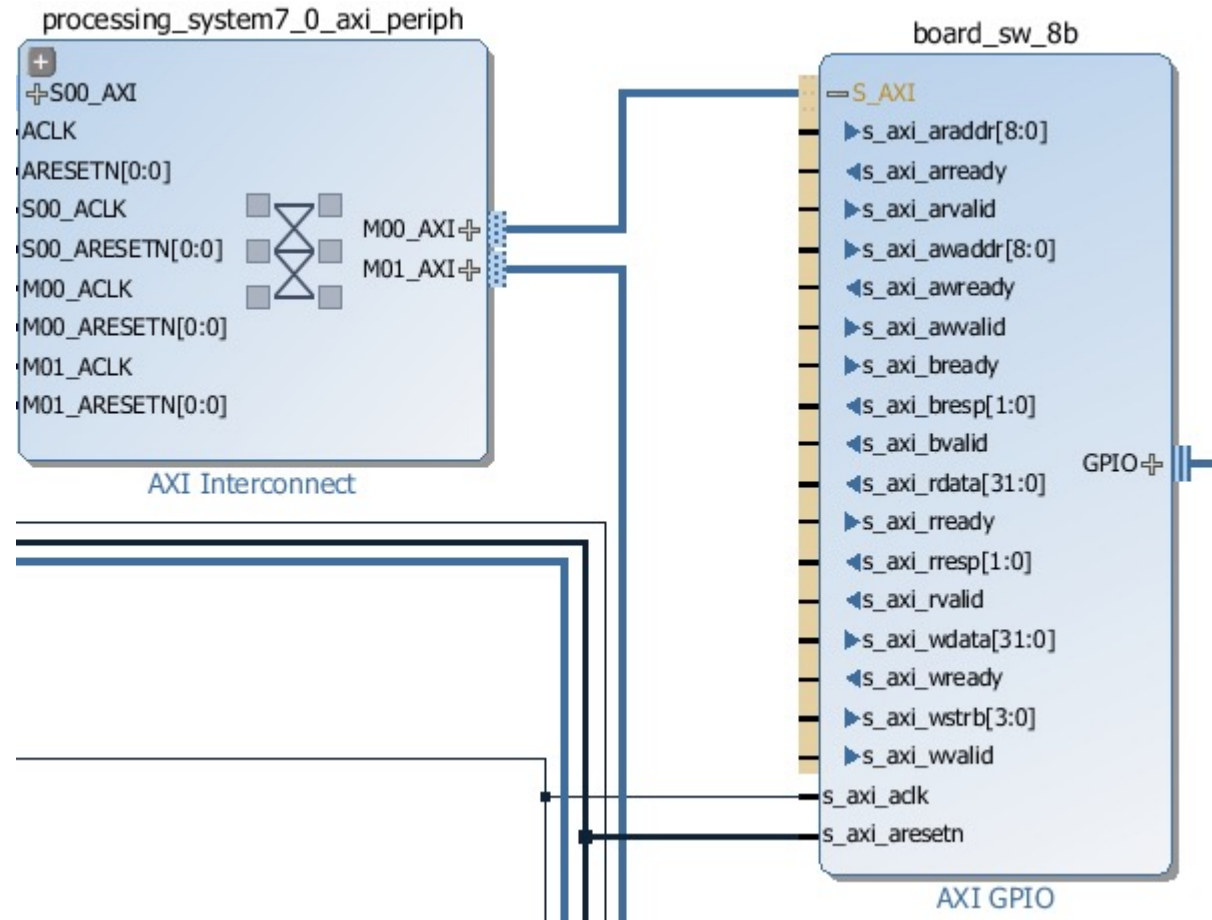 processing_system7_0_axi_periph
S00_AXI
ACLK
ARESETN[0:0]
S00_ACLK
S00_ARESETN[0:0]
M00_ACLK
M00_ARESETN[0:0]
M01_ACLK
M01_ARESETN[0:0]
M00_AXI
M01_AXI
AXI Interconnect
board_sw_8b
S_AXI
s_axi_araddr[8:0]
s_axi_arready
s_axi_arvalid
s_axi_awaddr[8:0]
s_axi_awready
s_axi_awvalid
s_axi_bready
s_axi_bresp[1:0]
s_axi_bvalid
s_axi_rdata[31:0]
s_axi_rready
s_axi_rresp[1:0]
s_axi_rvalid
s_axi_wdata[31:0]
s_axi_wready
s_axi_wstrb[3:0]
s_axi_wvalid
s_axi_aclk
s_axi_aresetn
GPIO
AXI GPIO